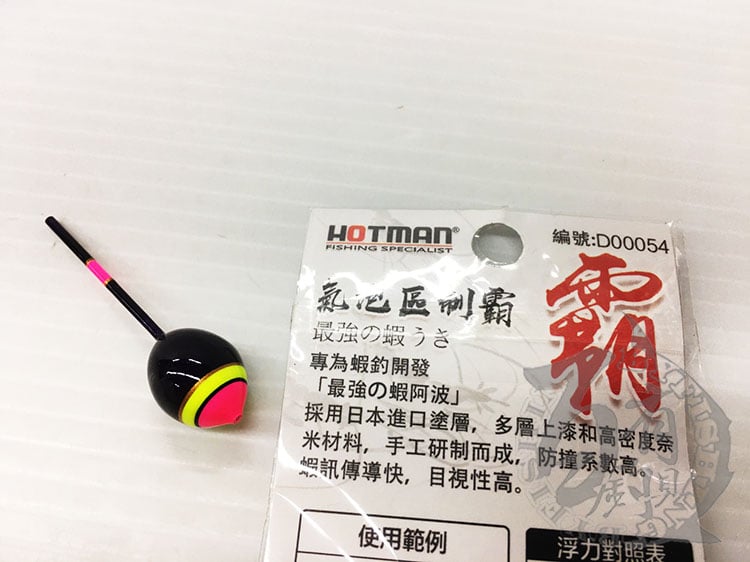 HOTMAN®
FISHING SPECIALIST
編號:D00054
氣泡區制霸
霸
最強の蝦うき
專為蝦釣開發
「最強の蝦阿波」
採用日本進口塗層，多層上漆和高密度奈
米材料，手工研制而成，防撞系數高。
蝦訊傳導快，目視性高。
使用範例
浮力對照表